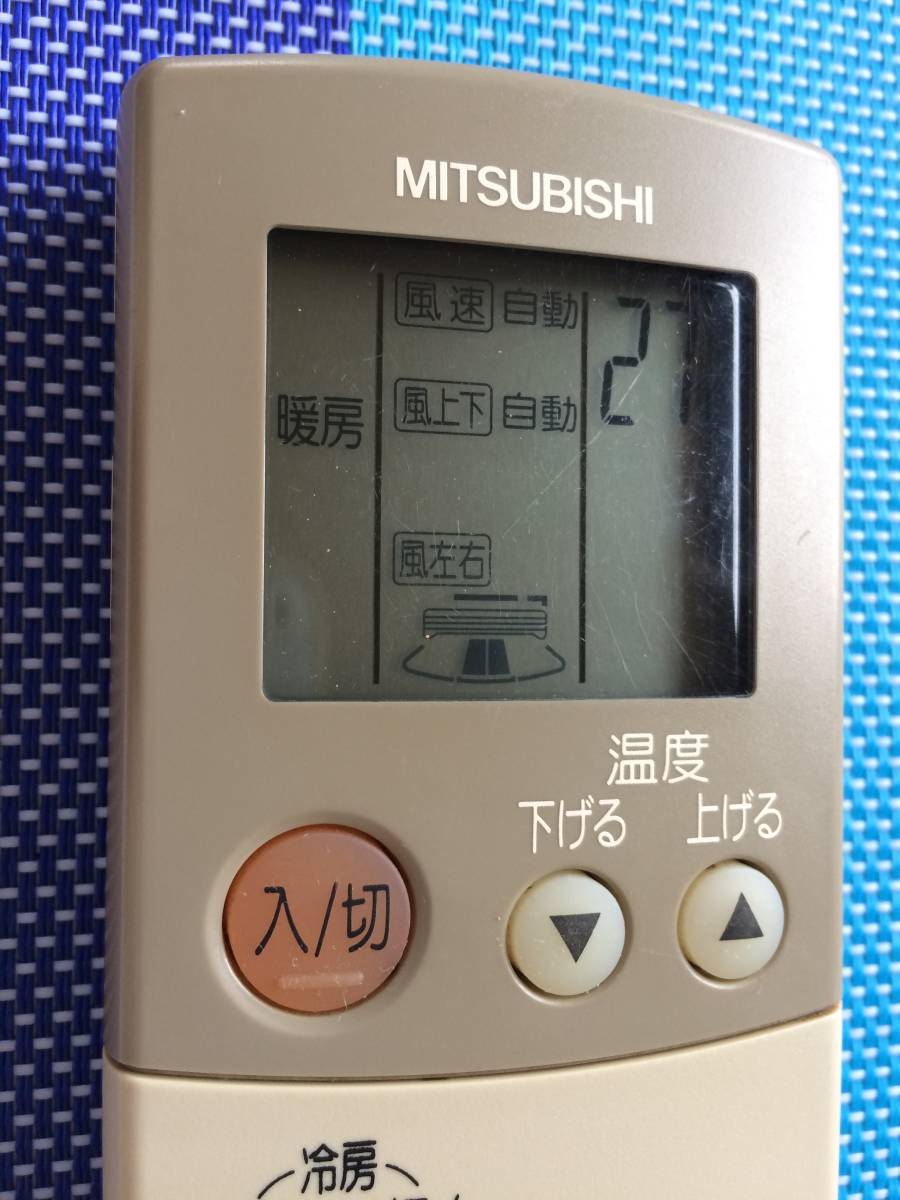 MITSUBISHI
風速 自動
27
暖房
風上下 自動
風左右
温度
下げる 上げる
入/切
▼ ▲
冷房